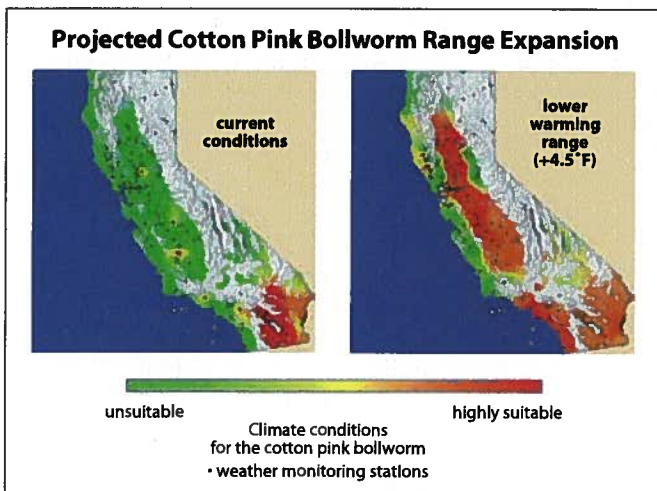 Projected Cotton Pink Bollworm Range Expansion
current
conditions
lower
warming
range
(+4.5°F)
unsuitable
highly suitable
Climate conditions
for the cotton pink bollworm
• weather monitoring stations